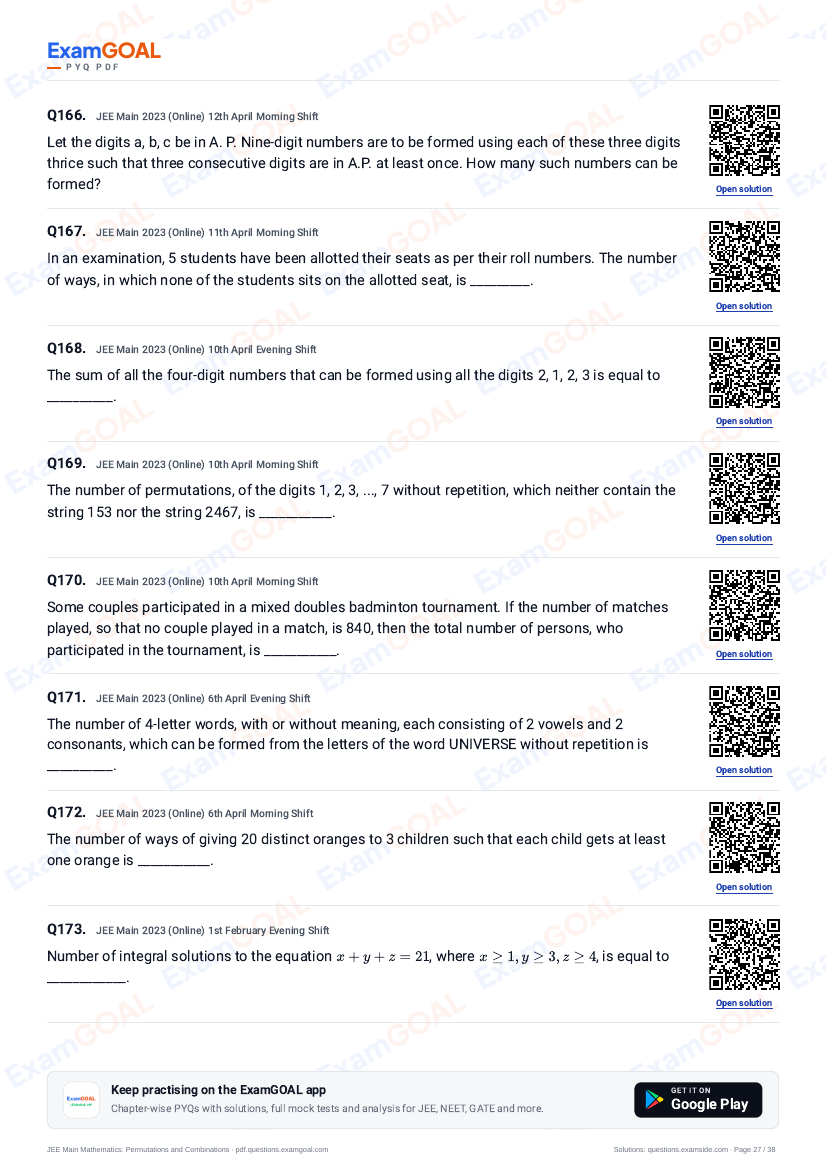 ExamGOAL
PYQ PDF
Q166. JEE Main 2023 (Online) 12th April Morning Shift
Let the digits a, b, c be in A. P. Nine-digit numbers are to be formed using each of these three digits
thrice such that three consecutive digits are in A.P. at least once. How many such numbers can be
formed?
Open solution
Q167. JEE Main 2023 (Online) 11th April Morning Shift
In an examination, 5 students have been allotted their seats as per their roll numbers. The number
of ways, in which none of the students sits on the allotted seat, is _________.
Open solution
Q168. JEE Main 2023 (Online) 10th April Evening Shift
The sum of all the four-digit numbers that can be formed using all the digits 2, 1, 2, 3 is equal to
__________.
Open solution
Q169. JEE Main 2023 (Online) 10th April Morning Shift
The number of permutations, of the digits 1, 2, 3, ..., 7 without repetition, which neither contain the
string 153 nor the string 2467, is ___________.
Open solution
Q170. JEE Main 2023 (Online) 10th April Morning Shift
Some couples participated in a mixed doubles badminton tournament. If the number of matches
played, so that no couple played in a match, is 840, then the total number of persons, who
participated in the tournament, is ___________.
Open solution
Q171. JEE Main 2023 (Online) 6th April Evening Shift
The number of 4-letter words, with or without meaning, each consisting of 2 vowels and 2
consonants, which can be formed from the letters of the word UNIVERSE without repetition is
__________.
Open solution
Q172. JEE Main 2023 (Online) 6th April Morning Shift
The number of ways of giving 20 distinct oranges to 3 children such that each child gets at least
one orange is ___________.
Open solution
Q173. JEE Main 2023 (Online) 1st February Evening Shift
Number of integral solutions to the equation x + y + z = 21, where x ≥ 1, y ≥ 3, z ≥ 4, is equal to
____________.
Open solution
ExamGOAL
Keep practising on the ExamGOAL app
Chapter-wise PYQs with solutions, full mock tests and analysis for JEE, NEET, GATE and more.
GET IT ON
Google Play
JEE Main Mathematics: Permutations and Combinations · pdf.questions.examgoal.com
Solutions: questions.examside.com · Page 27 / 38